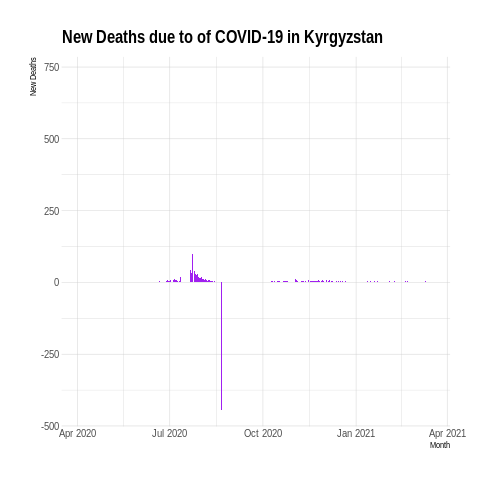 New Deaths due to of COVID-19 in Kyrgyzstan
New Deaths
750
500
250
0
-250
-500
Apr 2020 Jul 2020 Oct 2020 Jan 2021 Apr 2021
Month